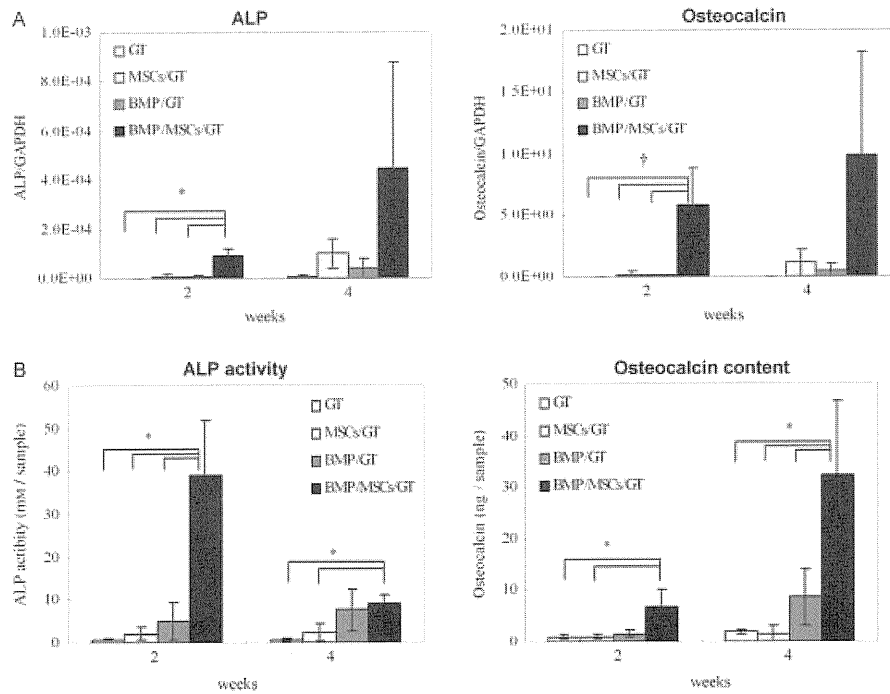 A
ALP
1.0E-03
8.0E-04
6.0E-04
4.0E-04
2.0E-04
0.0E+00
ALP/GAPDH
GT
MSCs/GT
BMP/GT
BMP/MSCs/GT
*
2
4
weeks
Osteocalcin
2.0E+01
1.5E+01
1.0E+01
5.0E+00
0.0E+00
Osteocalcin/GAPDH
GT
MSCs/GT
BMP/GT
BMP/MSCs/GT
†
2
4
weeks
B
ALP activity
60
50
40
30
20
10
0
ALP actibity (mM / sample)
GT
MSCs/GT
BMP/GT
BMP/MSCs/GT
*
*
2
4
weeks
Osteocalcin content
50
40
30
20
10
0
Osteocalcin (ng / sample)
GT
MSCs/GT
BMP/GT
BMP/MSCs/GT
*
*
2
4
weeks